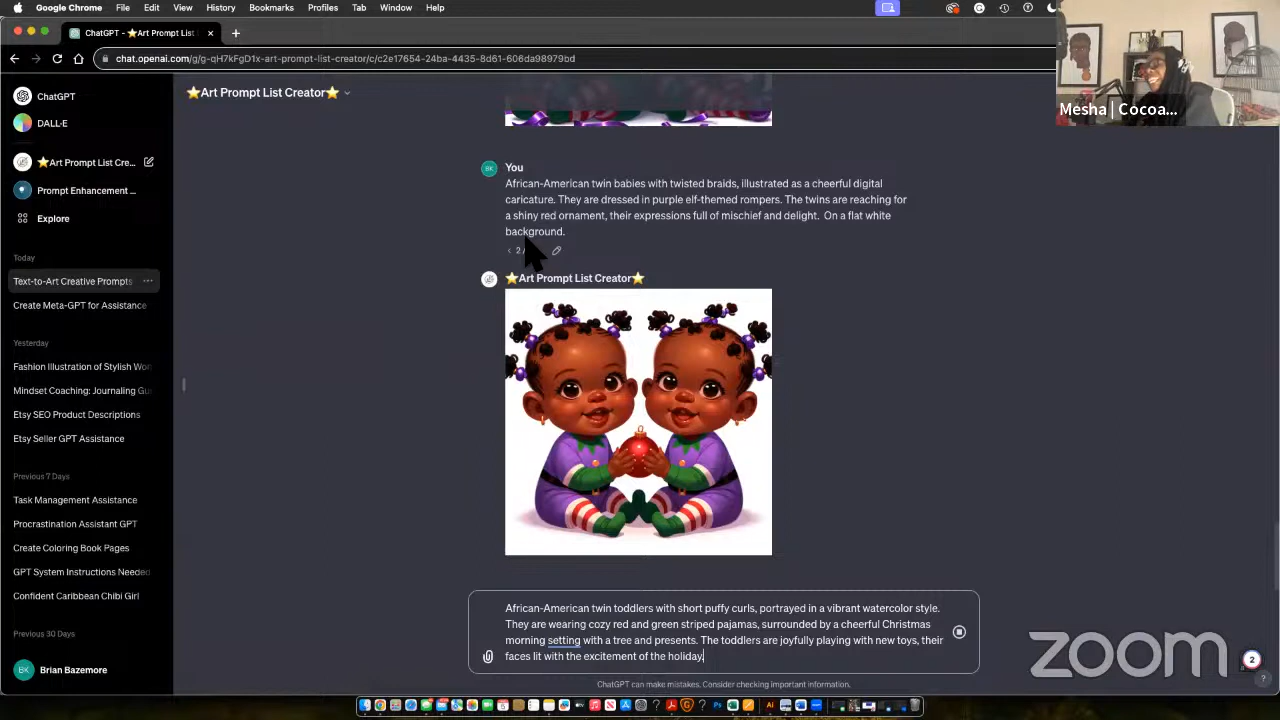 Google Chrome File Edit View History Bookmarks Profiles Tab Window Help
ChatGPT - ⭐Art Prompt List
chat.openai.com/g/g-qH7kFgD1x-art-prompt-list-creator/c/c2e17654-24ba-4435-8d61-606da98979bd
Mesha | Cocoa...
ChatGPT
DALL·E
⭐Art Prompt List Cre...
Prompt Enhancement ...
Explore
Today
Text-to-Art Creative Prompts
Create Meta-GPT for Assistance
Yesterday
Fashion Illustration of Stylish Wo
Mindset Coaching: Journaling Gu
Etsy SEO Product Descriptions
Etsy Seller GPT Assistance
Previous 7 Days
Task Management Assistance
Procrastination Assistant GPT
Create Coloring Book Pages
GPT System Instructions Needed
Confident Caribbean Chibi Girl
Previous 30 Days
BK Brian Bazemore
⭐Art Prompt List Creator⭐
BK You
African-American twin babies with twisted braids, illustrated as a cheerful digital
caricature. They are dressed in purple elf-themed rompers. The twins are reaching for
a shiny red ornament, their expressions full of mischief and delight. On a flat white
background.
2 /
⭐Art Prompt List Creator⭐
African-American twin toddlers with short puffy curls, portrayed in a vibrant watercolor style.
They are wearing cozy red and green striped pajamas, surrounded by a cheerful Christmas
morning setting with a tree and presents. The toddlers are joyfully playing with new toys, their
faces lit with the excitement of the holiday.
ChatGPT can make mistakes. Consider checking important information.
zoom
2
?